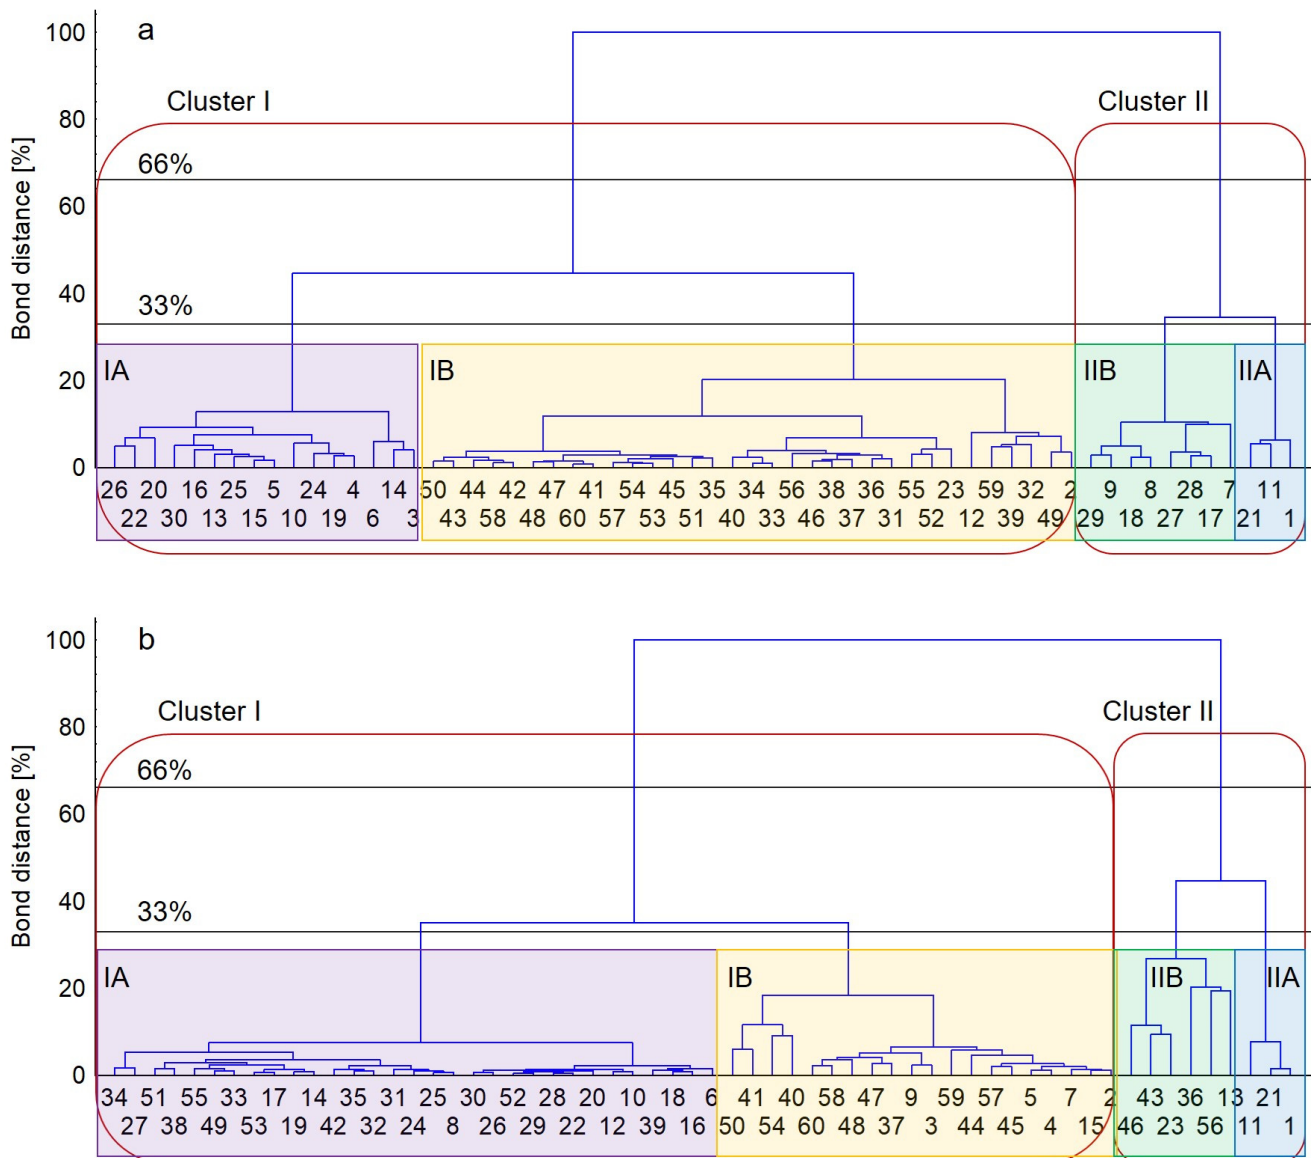 a
100
Cluster I
Cluster II
80
66%
Bond distance [%]
60
40
33%
IA
IB
IIB
IIA
20
0
26 20 16 25 5 24 4 14 50 44 42 47 41 54 45 35 34 56 38 36 55 23 59 32 2 9 8 28 7 11
22 30 13 15 10 19 6 3 43 58 48 60 57 53 51 40 33 46 37 31 52 12 39 49 29 18 27 17 21 1
b
100
Cluster I
Cluster II
80
66%
Bond distance [%]
60
40
33%
IA
IB
IIB
IIA
20
0
34 51 55 33 17 14 35 31 25 30 52 28 20 10 18 6 41 40 58 47 9 59 57 5 7 2 43 36 13 21
27 38 49 53 19 42 32 24 8 26 29 22 12 39 16 50 54 60 48 37 3 44 45 4 15 46 23 56 11 1